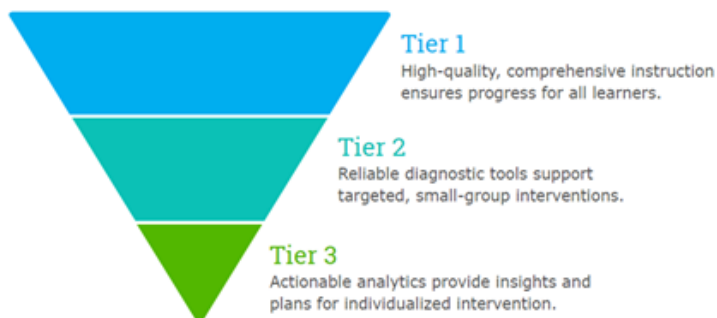 Tier 1
High-quality, comprehensive instruction
ensures progress for all learners.
Tier 2
Reliable diagnostic tools support
targeted, small-group interventions.
Tier 3
Actionable analytics provide insights and
plans for individualized intervention.